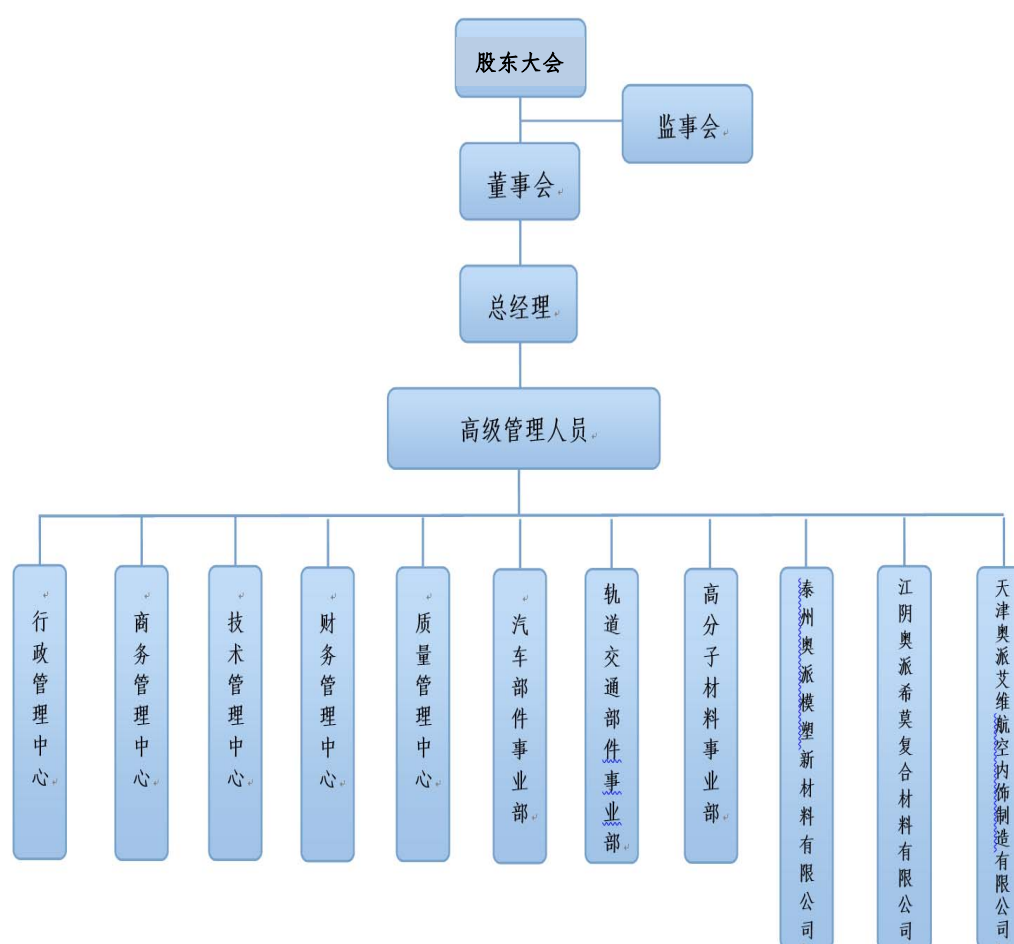 股东大会
监事会
董事会
总经理
高级管理人员
行政管理中心
商务管理中心
技术管理中心
财务管理中心
质量管理中心
汽车部件事业部
轨道交通部件事业部
高分子材料事业部
泰州奥派模塑新材料有限公司
江阴奥派希莫复合材料有限公司
天津奥派艾维航空内饰制造有限公司